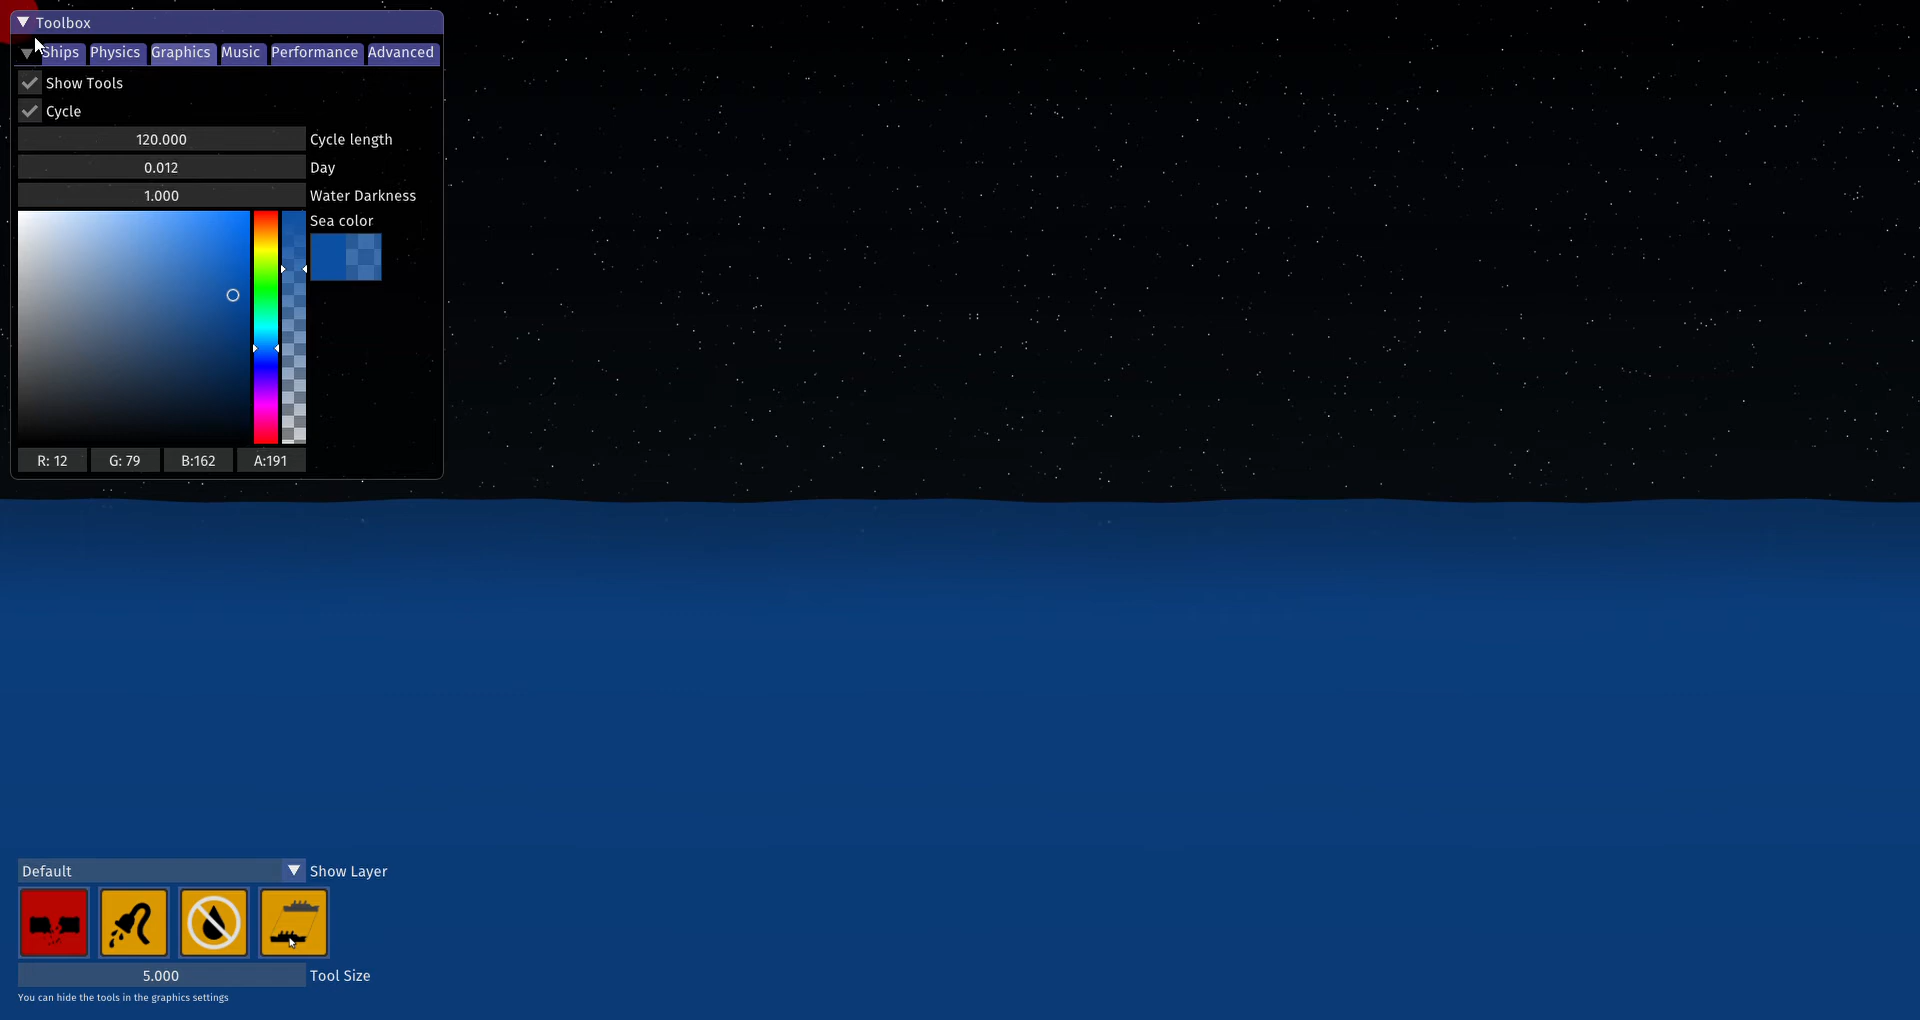 Toolbox
Ships Physics Graphics Music Performance Advanced
Show Tools
Cycle
120.000 Cycle length
0.012 Day
1.000 Water Darkness
Sea color
R: 12 G: 79 B:162 A:191
Default Show Layer
5.000 Tool Size
You can hide the tools in the graphics settings